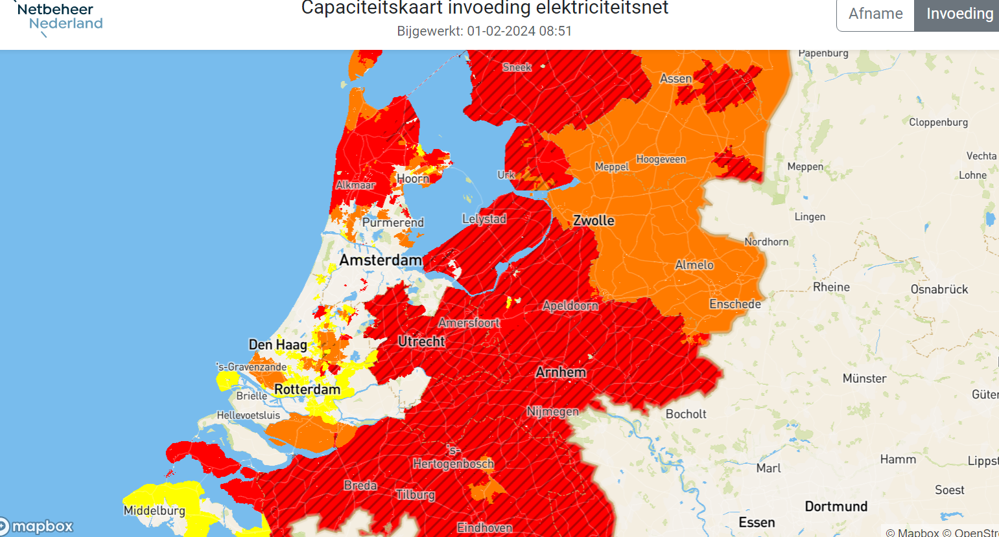 Netbeheer
Nederland
Capaciteitskaart invoeding elektriciteitsnet
Bijgewerkt: 01-02-2024 08:51
Afname
Invoeding
Papenburg
Sneek
Assen
Cloppenburg
Vechta
Hoogeveen
Meppel
Meppen
Lohne
Urk
Hoorn
Alkmaar
Lingen
Lelystad
Zwolle
Purmerend
Nordhorn
Amsterdam
Almelo
Rheine
Osnabrück
Enschede
Apeldoorn
Amersfoort
Utrecht
Den Haag
's-Gravenzande
Arnhem
Münster
Rotterdam
Brielle
Güter
Hellevoetsluis
Nijmegen
Bocholt
's-
Hertogenbosch
Hamm
Lippst
Marl
Breda
Tilburg
Soest
Middelburg
Dortmund
Essen
Eindhoven
mapbox
© Mapbox © OpenStr